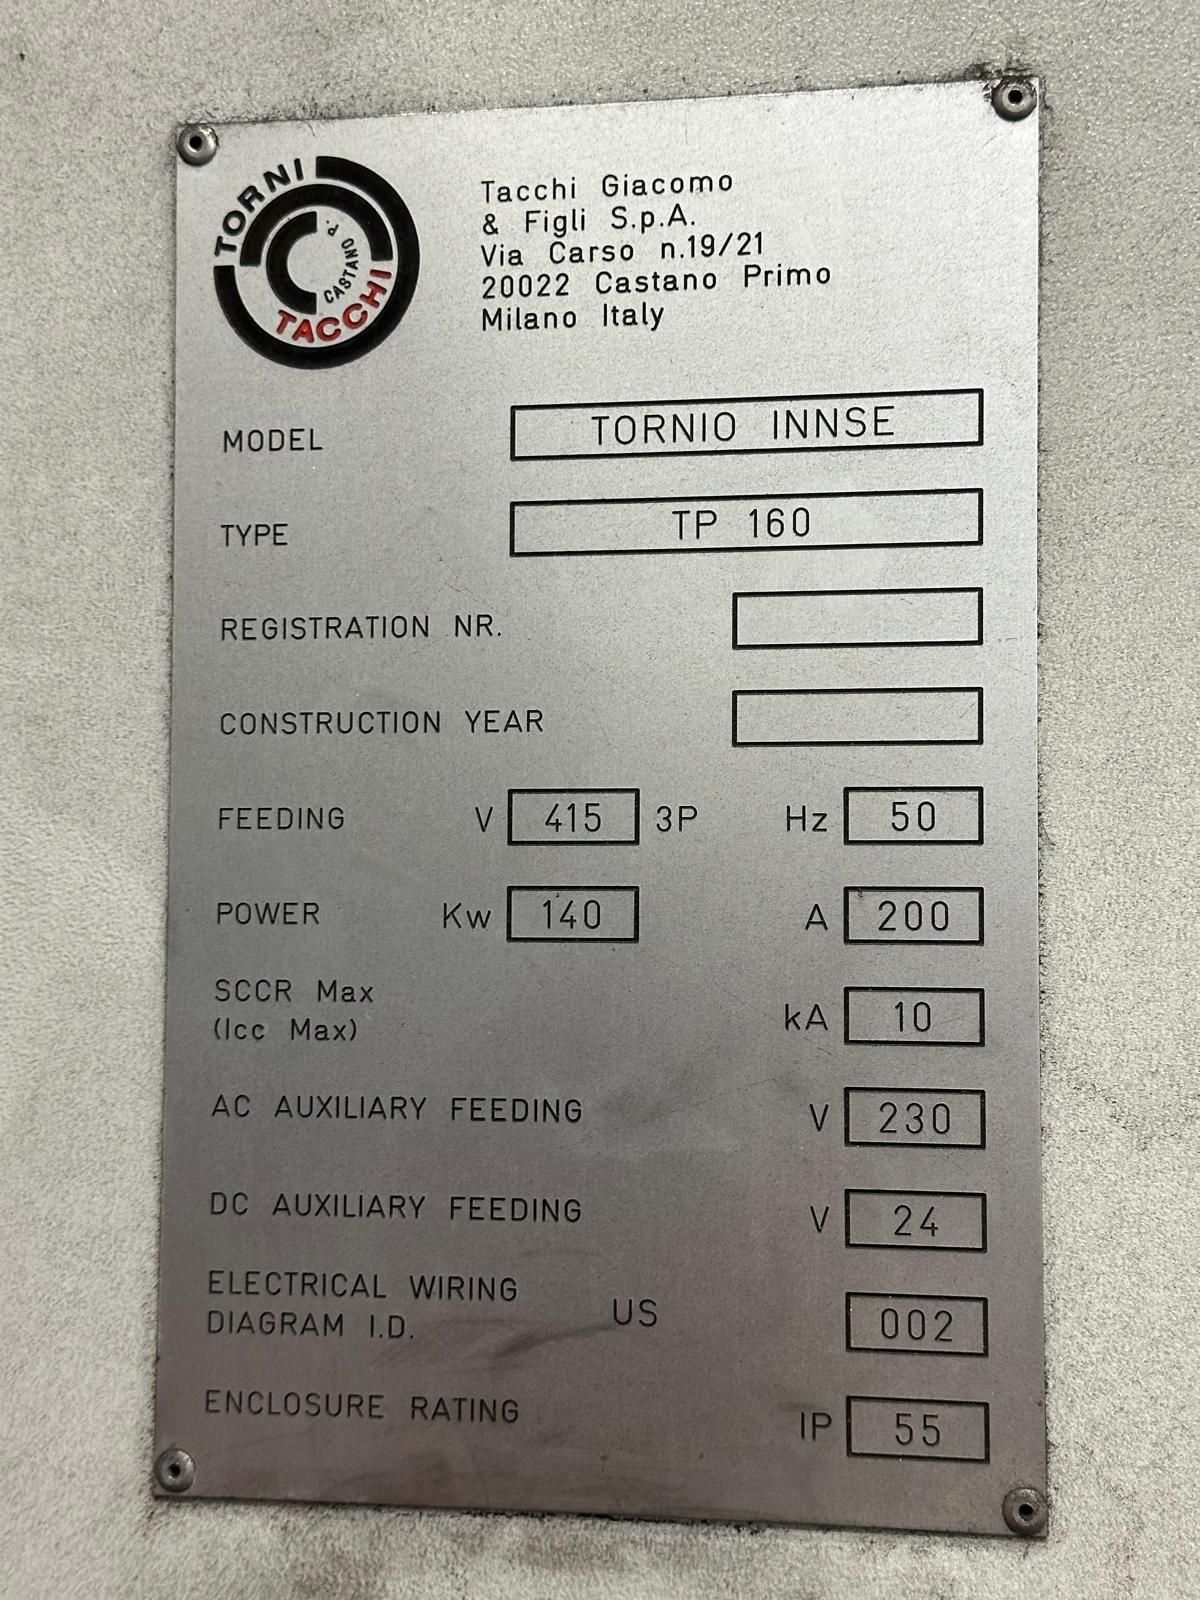 TORNI
TACCHI
CASTANO P.
Tacchi Giacomo
& Figli S.p.A.
Via Carso n.19/21
20022 Castano Primo
Milano Italy
MODEL TORNIO INNSE
TYPE TP 160
REGISTRATION NR.
CONSTRUCTION YEAR
FEEDING V 415 3P Hz 50
POWER Kw 140 A 200
SCCR Max
(Icc Max) kA 10
AC AUXILIARY FEEDING V 230
DC AUXILIARY FEEDING V 24
ELECTRICAL WIRING
DIAGRAM I.D. US 002
ENCLOSURE RATING IP 55